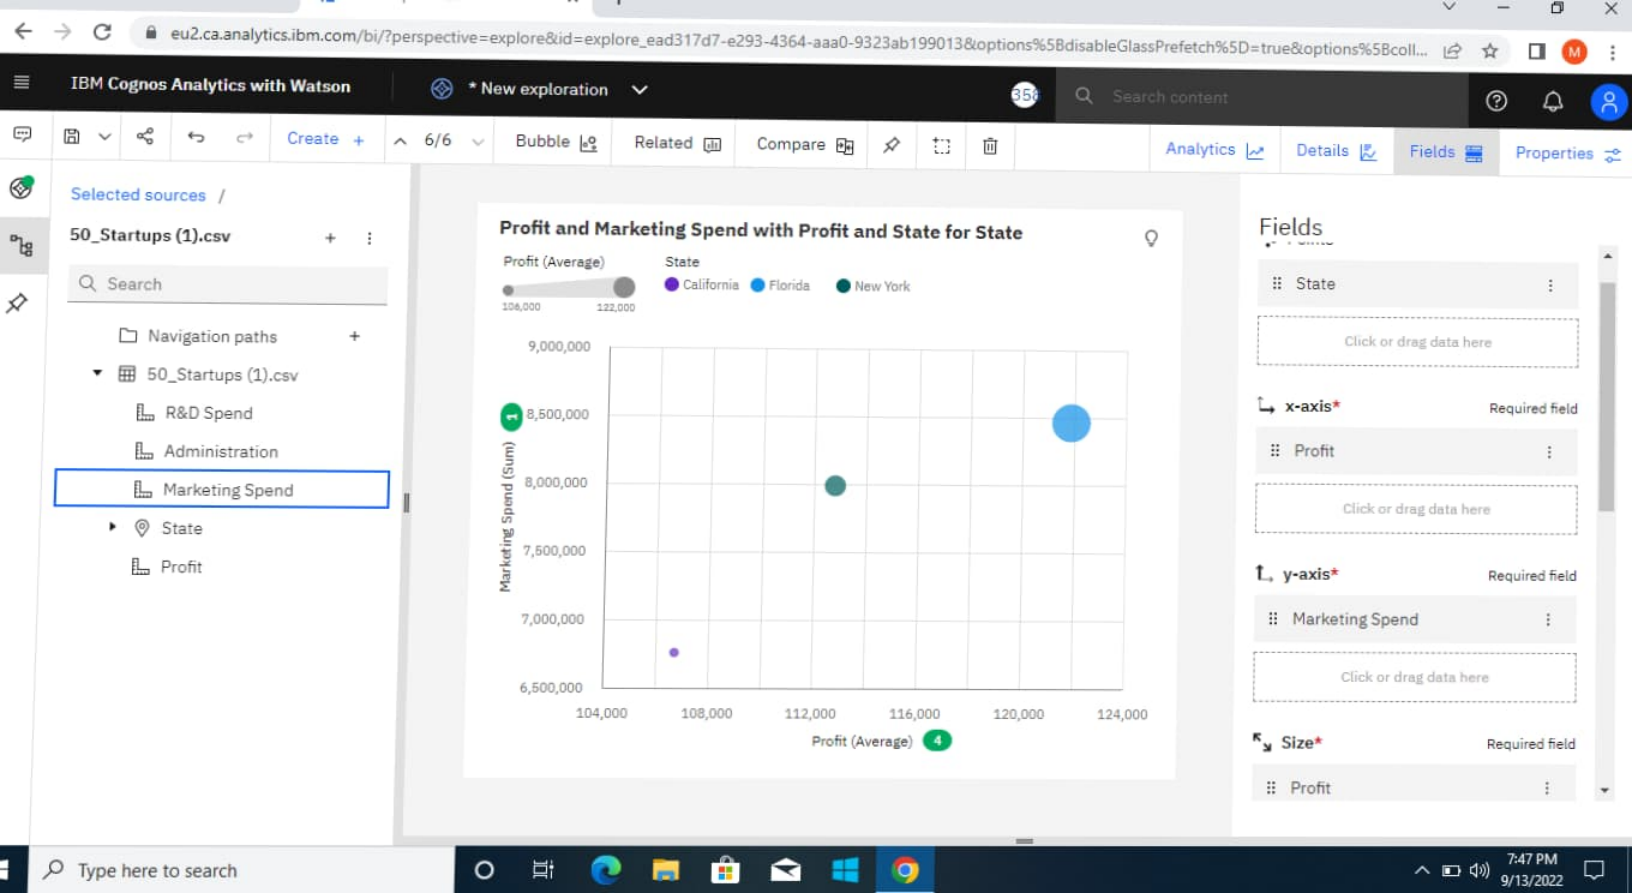 eu2.ca.analytics.ibm.com/bi/?perspective=explore&id=explore_ead317d7-e293-4364-aaa0-9323ab199013&options%5BdisableGlassPrefetch%5D=true&options%5Bcoll...
M
IBM Cognos Analytics with Watson
* New exploration
358
Search content
Create +
6/6
Bubble
Related
Compare
Analytics
Details
Fields
Properties
Selected sources /
50_Startups (1).csv
Search
Navigation paths
50_Startups (1).csv
R&D Spend
Administration
Marketing Spend
State
Profit
Profit and Marketing Spend with Profit and State for State
Profit (Average)
106,000
122,000
State
California
Florida
New York
9,000,000
8,500,000
8,000,000
7,500,000
7,000,000
6,500,000
1
Marketing Spend (Sum)
104,000
108,000
112,000
116,000
120,000
124,000
Profit (Average)
4
Fields
State
Click or drag data here
x-axis*
Required field
Profit
Click or drag data here
y-axis*
Required field
Marketing Spend
Click or drag data here
Size*
Required field
Profit
Type here to search
7:47 PM
9/13/2022